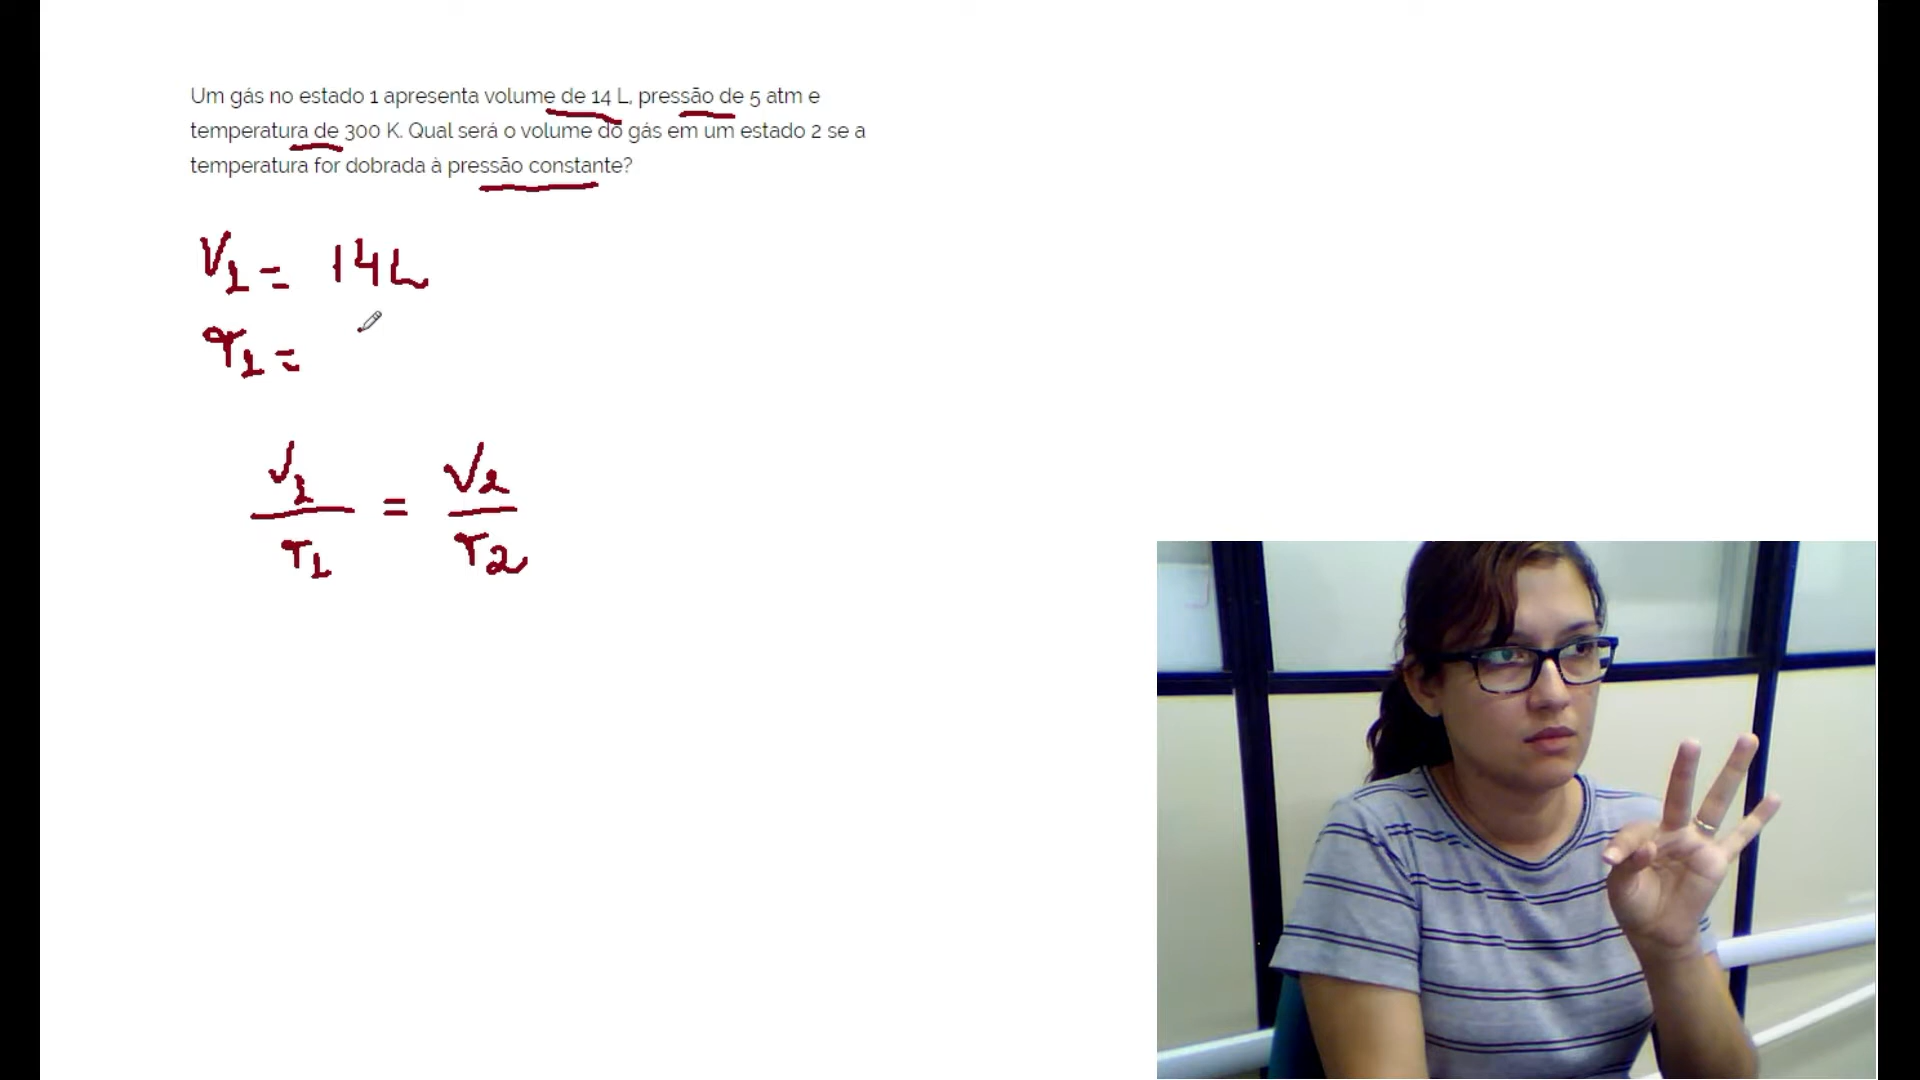 Um gás no estado 1 apresenta volume de 14 L, pressão de 5 atm e
temperatura de 300 K. Qual será o volume do gás em um estado 2 se a
temperatura for dobrada à pressão constante?
V1 = 14L
T1 =
V1 / T1 = V2 / T2